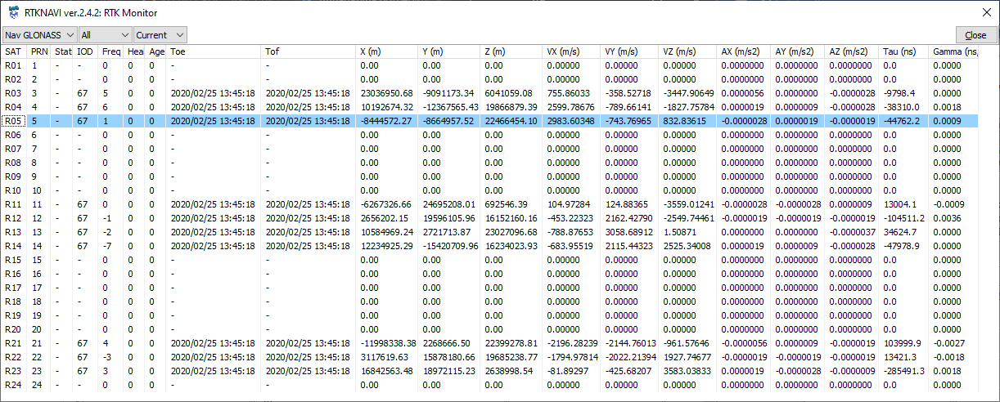 RTKNAVI ver.2.4.2: RTK Monitor
Nav GLONASS All Current Close
SAT PRN Stat IOD Freq Hea Age Toe Tof X (m) Y (m) Z (m) VX (m/s) VY (m/s) VZ (m/s) AX (m/s2) AY (m/s2) AZ (m/s2) Tau (ns) Gamma (ns,
R01 1 - - 0 0 0 - - 0.00 0.00 0.00 0.00000 0.00000 0.00000 0.0000000 0.0000000 0.0000000 0.0 0.0000
R02 2 - - 0 0 0 - - 0.00 0.00 0.00 0.00000 0.00000 0.00000 0.0000000 0.0000000 0.0000000 0.0 0.0000
R03 3 - 67 5 0 0 2020/02/25 13:45:18 2020/02/25 13:45:18 23036950.68 -9091173.34 6041059.08 755.86033 -358.52718 -3447.90649 0.0000056 0.0000000 -0.0000028 -9798.4 0.0000
R04 4 - 67 6 0 0 2020/02/25 13:45:18 2020/02/25 13:45:18 10192674.32 -12367565.43 19866879.39 2599.78676 -789.66141 -1827.75784 0.0000019 0.0000000 -0.0000028 -38310.0 0.0018
R05 5 - 67 1 0 0 2020/02/25 13:45:18 2020/02/25 13:45:18 -8444572.27 -8664957.52 22466454.10 2983.60348 -743.76965 832.83615 -0.0000028 0.0000019 -0.0000019 -44762.2 0.0009
R06 6 - - 0 0 0 - - 0.00 0.00 0.00 0.00000 0.00000 0.00000 0.0000000 0.0000000 0.0000000 0.0 0.0000
R07 7 - - 0 0 0 - - 0.00 0.00 0.00 0.00000 0.00000 0.00000 0.0000000 0.0000000 0.0000000 0.0 0.0000
R08 8 - - 0 0 0 - - 0.00 0.00 0.00 0.00000 0.00000 0.00000 0.0000000 0.0000000 0.0000000 0.0 0.0000
R09 9 - - 0 0 0 - - 0.00 0.00 0.00 0.00000 0.00000 0.00000 0.0000000 0.0000000 0.0000000 0.0 0.0000
R10 10 - - 0 0 0 - - 0.00 0.00 0.00 0.00000 0.00000 0.00000 0.0000000 0.0000000 0.0000000 0.0 0.0000
R11 11 - 67 0 0 0 2020/02/25 13:45:18 2020/02/25 13:45:18 -6267326.66 24695208.01 692546.39 104.97284 124.88365 -3559.01241 -0.0000028 -0.0000028 0.0000009 13004.1 -0.0009
R12 12 - 67 -1 0 0 2020/02/25 13:45:18 2020/02/25 13:45:18 2656202.15 19596105.96 16152160.16 -453.22323 2162.42790 -2549.74461 -0.0000019 -0.0000019 -0.0000019 -104511.2 0.0036
R13 13 - 67 -2 0 0 2020/02/25 13:45:18 2020/02/25 13:45:18 10584969.24 2721713.87 23027096.68 -788.87653 3058.68912 1.50871 -0.0000000 -0.0000000 -0.0000037 34624.7 0.0000
R14 14 - 67 -7 0 0 2020/02/25 13:45:18 2020/02/25 13:45:18 12234925.29 -15420709.96 16234023.93 -683.95519 2115.44323 2525.34008 0.0000019 0.0000009 -0.0000028 -47978.9 0.0000
R15 15 - - 0 0 0 - - 0.00 0.00 0.00 0.00000 0.00000 0.00000 0.0000000 0.0000000 0.0000000 0.0 0.0000
R16 16 - - 0 0 0 - - 0.00 0.00 0.00 0.00000 0.00000 0.00000 0.0000000 0.0000000 0.0000000 0.0 0.0000
R17 17 - - 0 0 0 - - 0.00 0.00 0.00 0.00000 0.00000 0.00000 0.0000000 0.0000000 0.0000000 0.0 0.0000
R18 18 - - 0 0 0 - - 0.00 0.00 0.00 0.00000 0.00000 0.00000 0.0000000 0.0000000 0.0000000 0.0 0.0000
R19 19 - - 0 0 0 - - 0.00 0.00 0.00 0.00000 0.00000 0.00000 0.0000000 0.0000000 0.0000000 0.0 0.0000
R20 20 - - 0 0 0 - - 0.00 0.00 0.00 0.00000 0.00000 0.00000 0.0000000 0.0000000 0.0000000 0.0 0.0000
R21 21 - 67 4 0 0 2020/02/25 13:45:18 2020/02/25 13:45:18 -11998338.38 2268666.50 22399278.81 -2196.28239 -2144.76013 -961.57646 -0.0000056 0.0000000 -0.0000019 103999.9 -0.0027
R22 22 - 67 -3 0 0 2020/02/25 13:45:18 2020/02/25 13:45:18 3117619.63 15878180.66 19685238.77 -1794.97814 -2022.21394 1927.74677 0.0000019 -0.0000000 -0.0000019 13421.3 -0.0018
R23 23 - 67 3 0 0 2020/02/25 13:45:18 2020/02/25 13:45:18 16842563.48 18972115.23 2638998.54 -81.89297 -425.68207 3583.03833 0.0000019 -0.0000028 -0.0000009 -285491.3 0.0018
R24 24 - - 0 0 0 - - 0.00 0.00 0.00 0.00000 0.00000 0.00000 0.0000000 0.0000000 0.0000000 0.0 0.0000